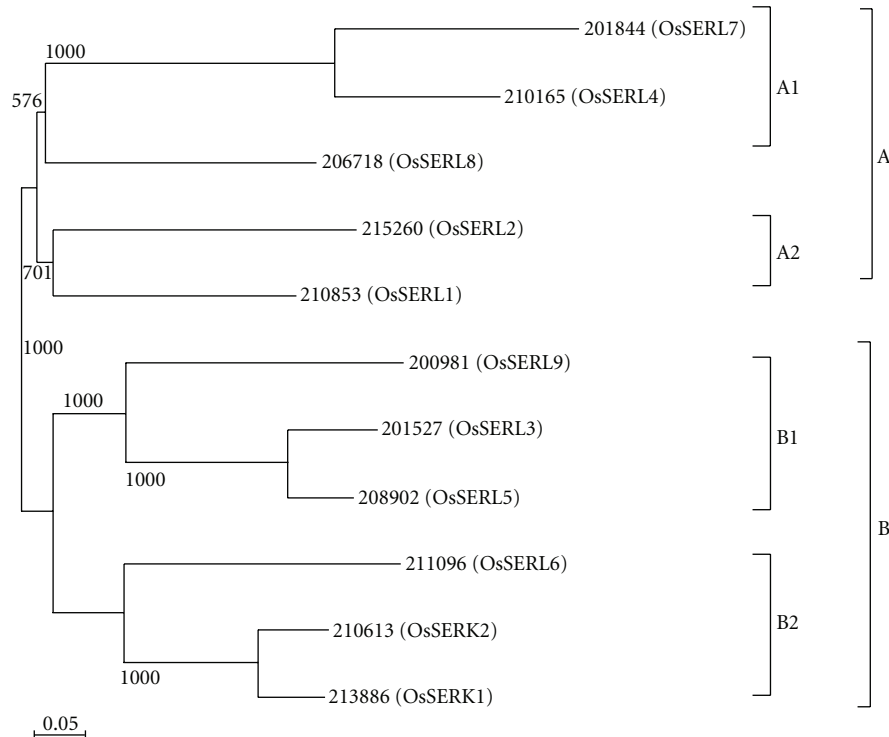 1000
201844 (OsSERL7)
A1
576
210165 (OsSERL4)
A
206718 (OsSERL8)
215260 (OsSERL2)
A2
701
210853 (OsSERL1)
1000
200981 (OsSERL9)
1000
201527 (OsSERL3)
B1
1000
208902 (OsSERL5)
B
211096 (OsSERL6)
210613 (OsSERK2)
B2
1000
213886 (OsSERK1)
0.05